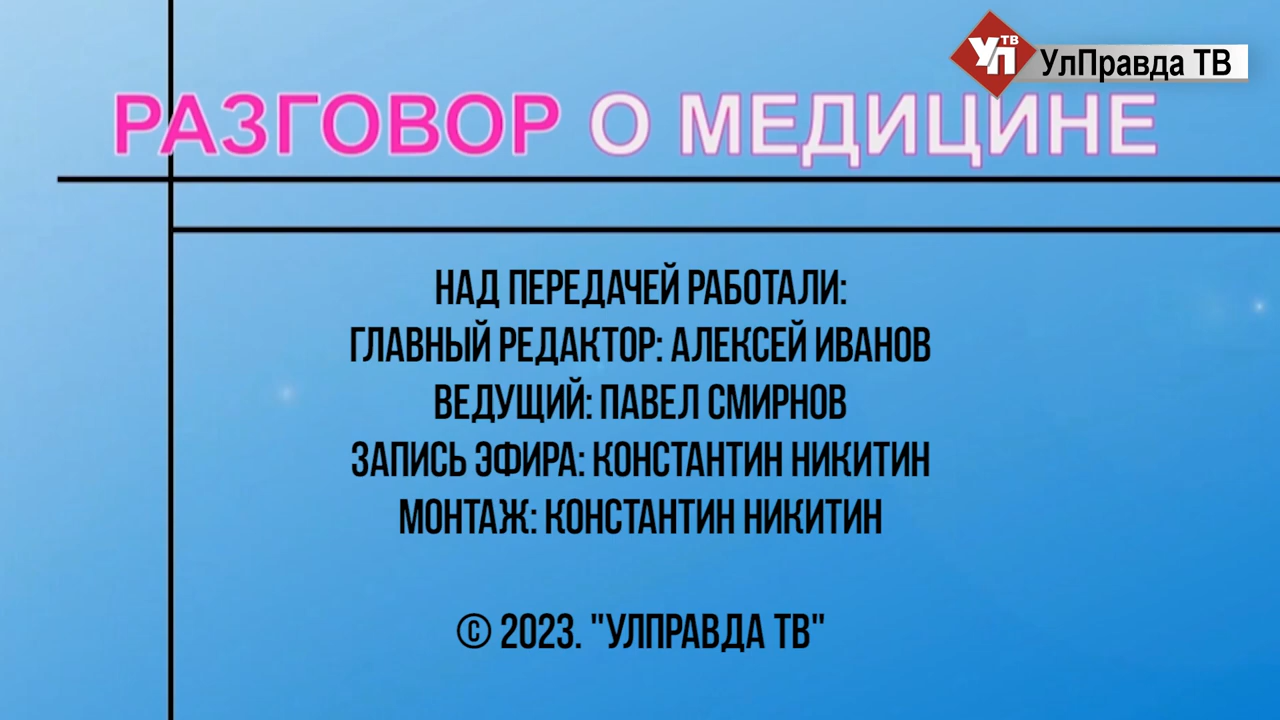 УП ТВ
УлПравда ТВ
РАЗГОВОР О МЕДИЦИНЕ
НАД ПЕРЕДАЧЕЙ РАБОТАЛИ:
ГЛАВНЫЙ РЕДАКТОР: АЛЕКСЕЙ ИВАНОВ
ВЕДУЩИЙ: ПАВЕЛ СМИРНОВ
ЗАПИСЬ ЭФИРА: КОНСТАНТИН НИКИТИН
МОНТАЖ: КОНСТАНТИН НИКИТИН
© 2023. "УЛПРАВДА ТВ"